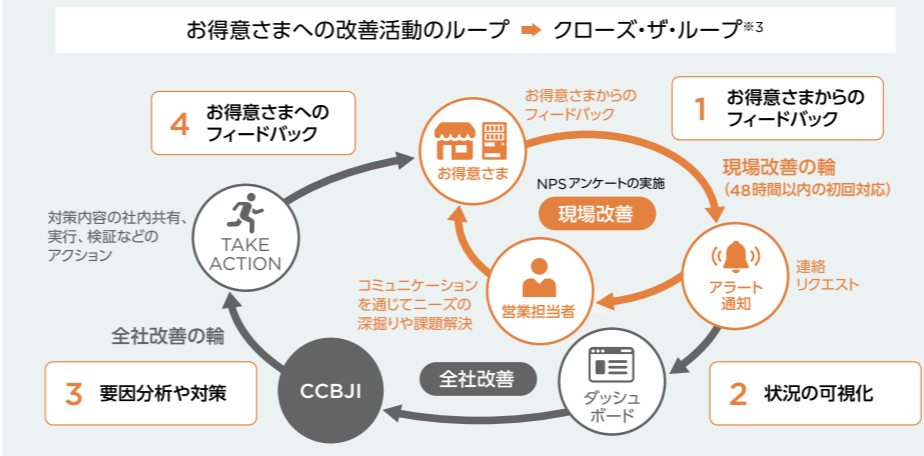 お得意さまへの改善活動のループ ➡ クローズ・ザ・ループ※3
4 お得意さまへの
フィードバック
お得意さまからの
フィードバック
1 お得意さまからの
フィードバック
お得意さま
NPSアンケートの実施
現場改善
現場改善の輪
(48時間以内の初回対応)
対策内容の社内共有、
実行、検証などの
アクション
TAKE
ACTION
コミュニケーション
を通じてニーズの
深掘りや課題解決
営業担当者
アラート
通知
連絡
リクエスト
全社改善の輪
3 要因分析や対策
CCBJI
全社改善
ダッシュ
ボード
2 状況の可視化